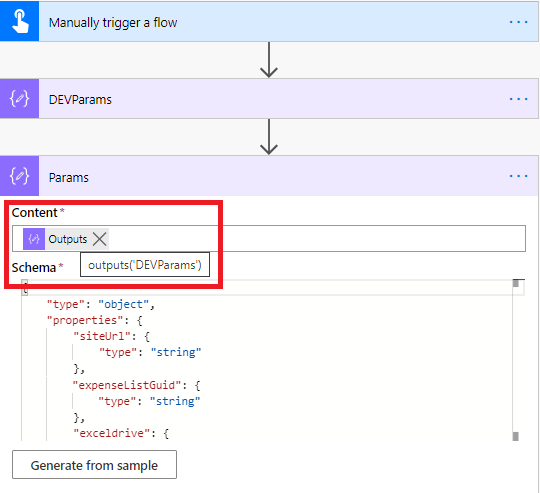 Manually trigger a flow
DEVParams
Params
Content*
Outputs
outputs('DEVParams')
Schema*
{
"type": "object",
"properties": {
"siteUrl": {
"type": "string"
},
"expenseListGuid": {
"type": "string"
},
"exceldrive": {
Generate from sample